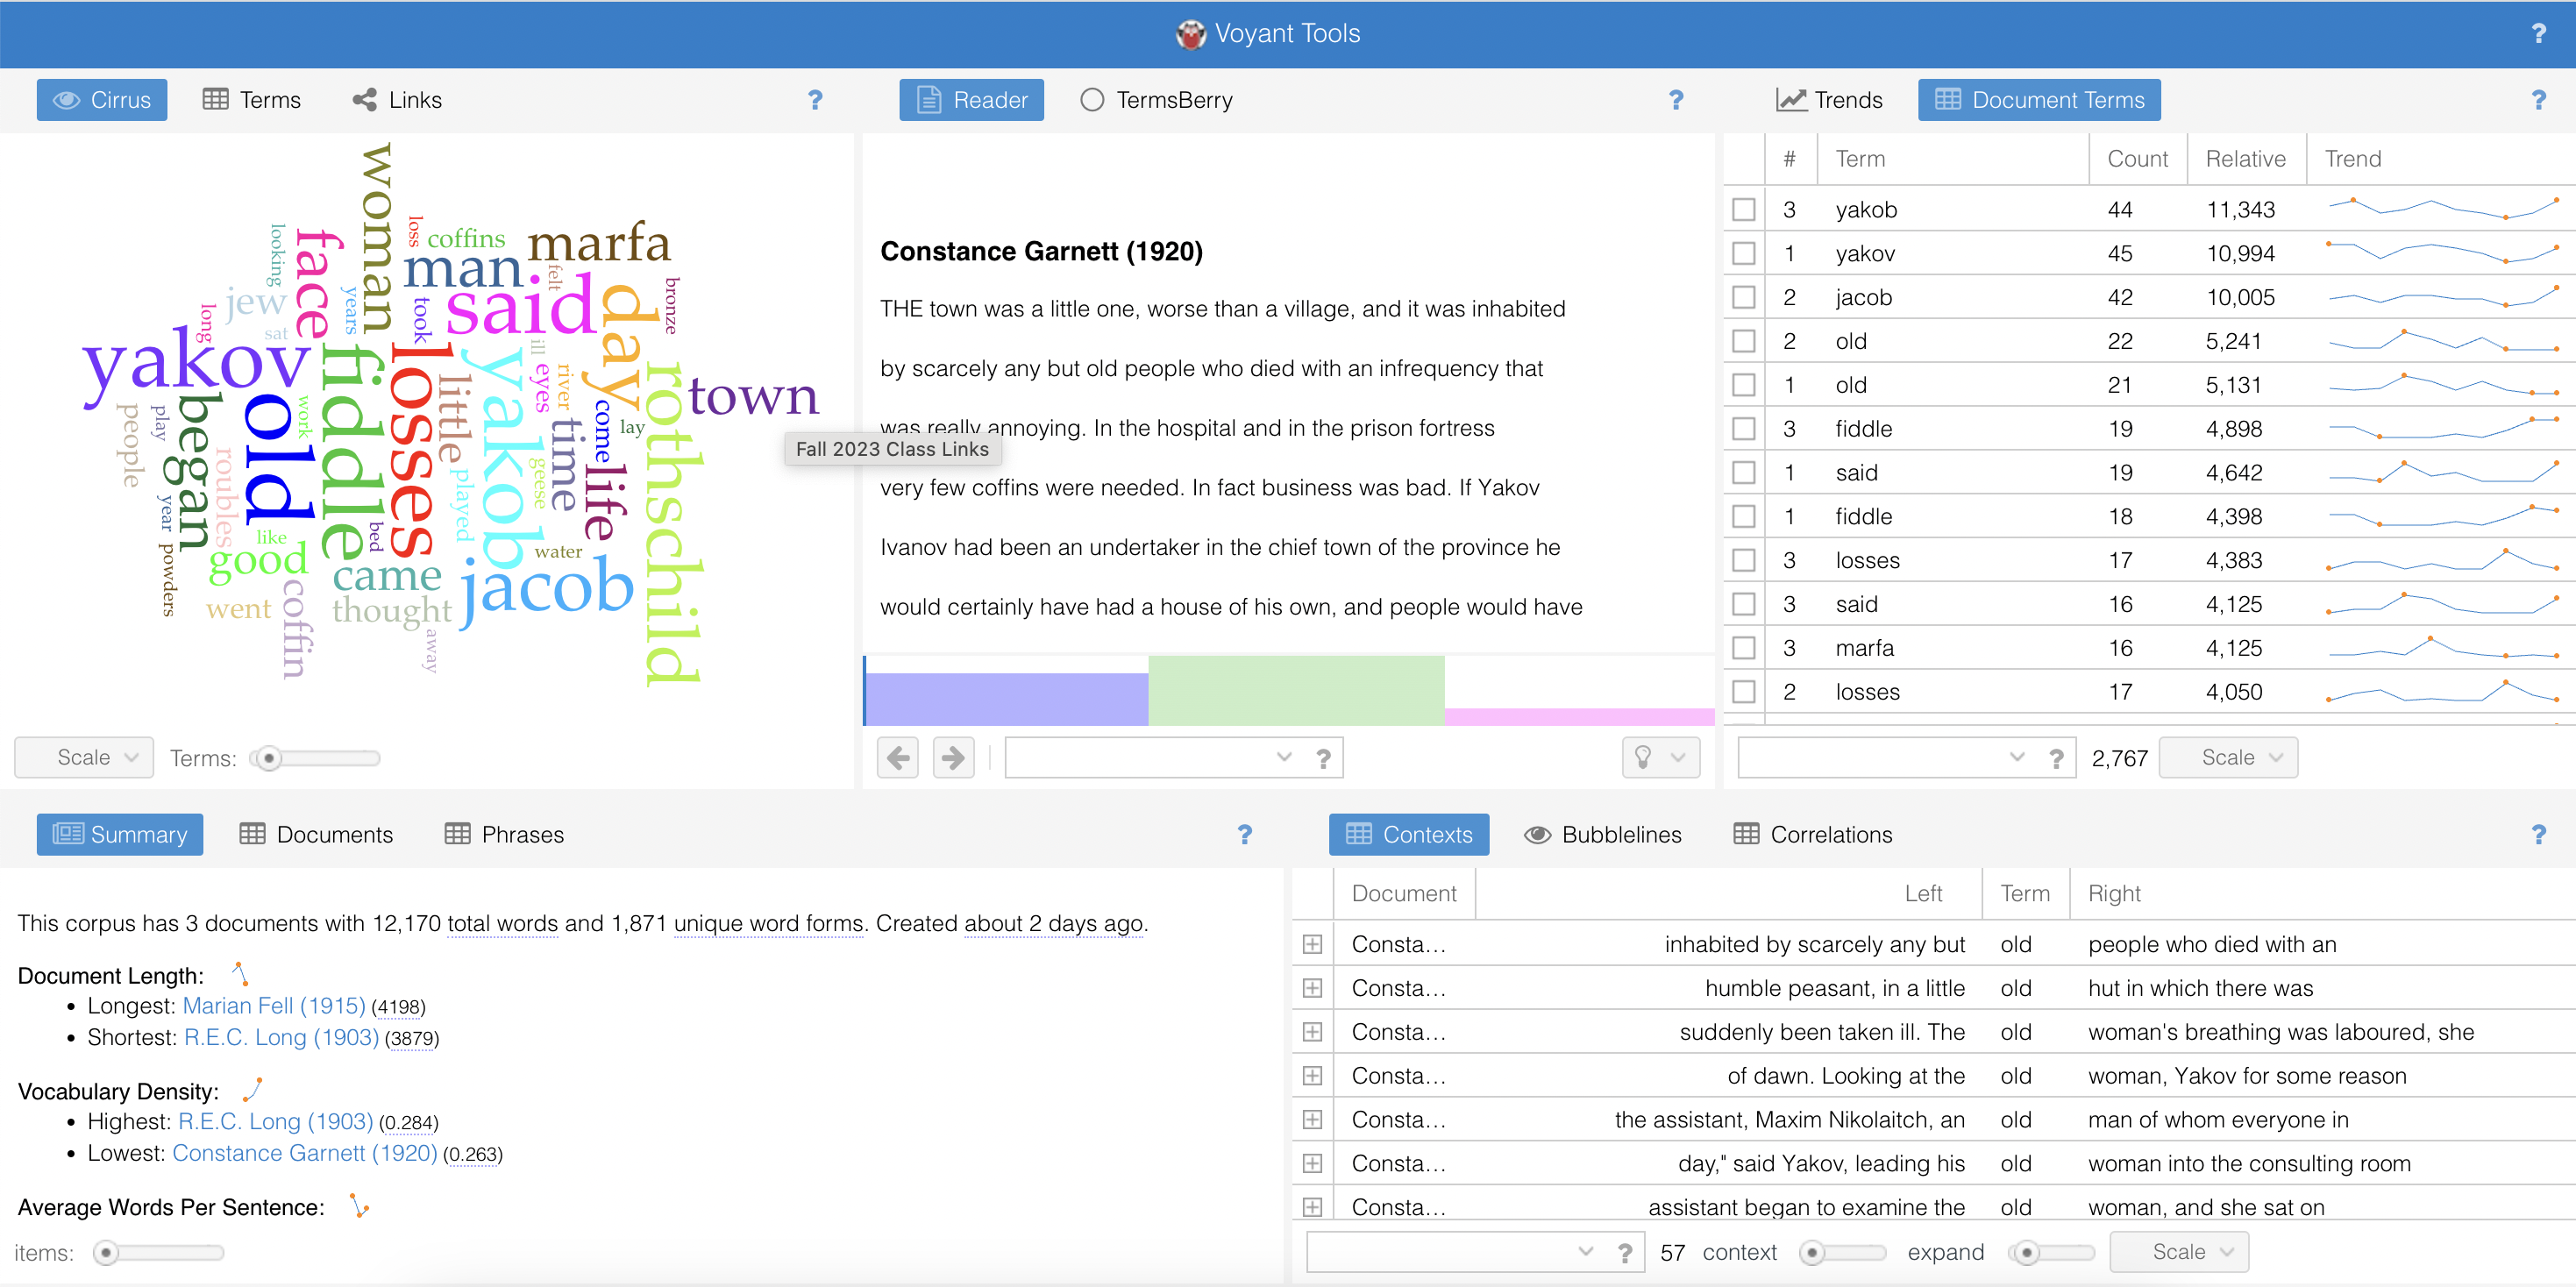 Voyant Tools
?
Cirrus Terms Links ?
woman
loss
coffins
marfa
looking
face
man
felt
bronze
jew
years
took
said
day
long
sat
yakov
fiddle
losses
little
yakob
ill
eyes
river
rothschild
town
people
play
began
old
work
time
come
lay
life
roubles
played
geese
year
powders
like
bed
good
came
water
jacob
went
coffin
thought
away
Scale Terms:
Reader TermsBerry ?
Constance Garnett (1920)
THE town was a little one, worse than a village, and it was inhabited
by scarcely any but old people who died with an infrequency that
was really annoying. In the hospital and in the prison fortress
Fall 2023 Class Links
very few coffins were needed. In fact business was bad. If Yakov
Ivanov had been an undertaker in the chief town of the province he
would certainly have had a house of his own, and people would have
?
Trends Document Terms ?
# Term Count Relative Trend
3 yakob 44 11,343
1 yakov 45 10,994
2 jacob 42 10,005
2 old 22 5,241
1 old 21 5,131
3 fiddle 19 4,898
1 said 19 4,642
1 fiddle 18 4,398
3 losses 17 4,383
3 said 16 4,125
3 marfa 16 4,125
2 losses 17 4,050
? 2,767 Scale
Summary Documents Phrases ?
This corpus has 3 documents with 12,170 total words and 1,871 unique word forms. Created about 2 days ago.
Document Length:
• Longest: Marian Fell (1915) (4198)
• Shortest: R.E.C. Long (1903) (3879)
Vocabulary Density:
• Highest: R.E.C. Long (1903) (0.284)
• Lowest: Constance Garnett (1920) (0.263)
Average Words Per Sentence:
items:
Contexts Bubblelines Correlations ?
Document Left Term Right
Consta... inhabited by scarcely any but old people who died with an
Consta... humble peasant, in a little old hut in which there was
Consta... suddenly been taken ill. The old woman's breathing was laboured, she
Consta... of dawn. Looking at the old woman, Yakov for some reason
Consta... the assistant, Maxim Nikolaitch, an old man of whom everyone in
Consta... day," said Yakov, leading his old woman into the consulting room
Consta... assistant began to examine the old woman, and she sat on
? 57 context expand Scale